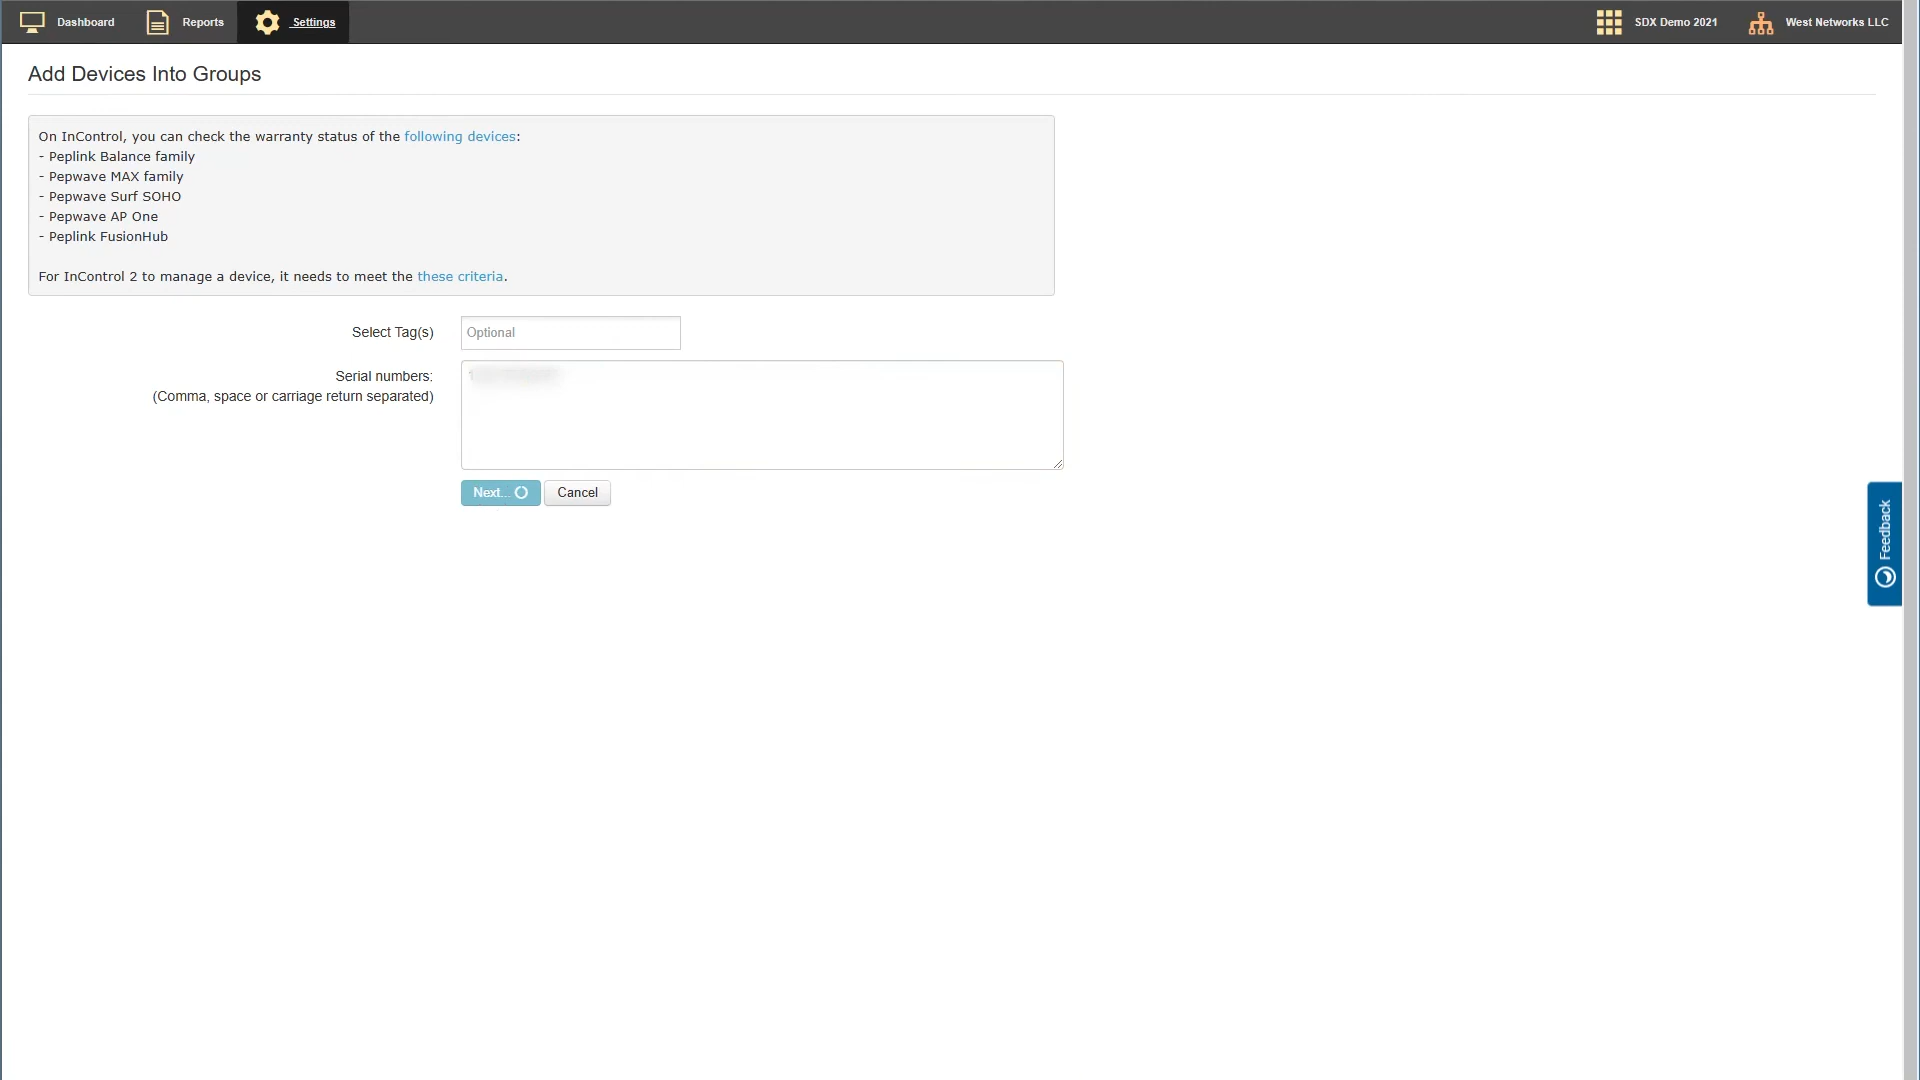 Dashboard Reports Settings SDX Demo 2021 West Networks LLC
Add Devices Into Groups
On InControl, you can check the warranty status of the following devices:
- Peplink Balance family
- Pepwave MAX family
- Pepwave Surf SOHO
- Pepwave AP One
- Peplink FusionHub
For InControl 2 to manage a device, it needs to meet the these criteria.
Select Tag(s) Optional
Serial numbers:
(Comma, space or carriage return separated)
Next... Cancel
Feedback